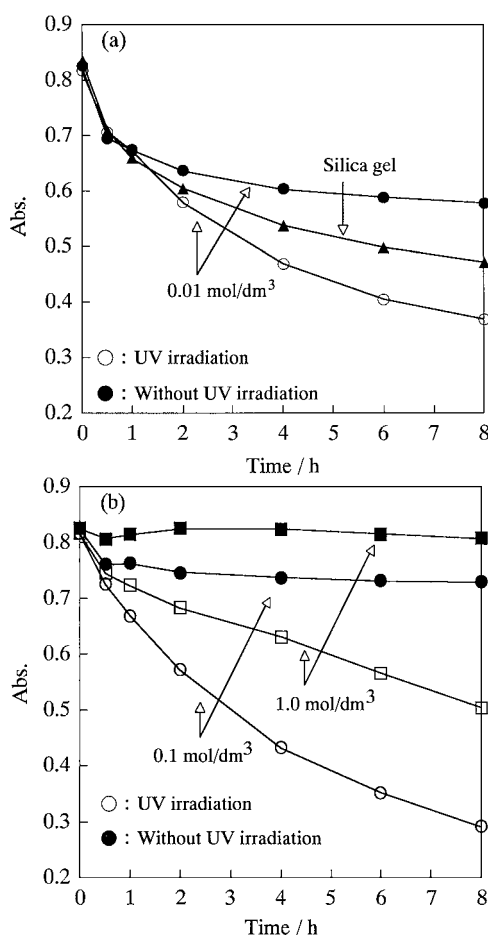 (a)
0.9
0.8
0.7
0.6
0.5
0.4
0.3
0.2
Abs.
Silica gel
0.01 mol/dm³
○ : UV irradiation
● : Without UV irradiation
0 1 2 3 4 5 6 7 8
Time / h
(b)
0.9
0.8
0.7
0.6
0.5
0.4
0.3
0.2
Abs.
1.0 mol/dm³
0.1 mol/dm³
○ : UV irradiation
● : Without UV irradiation
0 1 2 3 4 5 6 7 8
Time / h